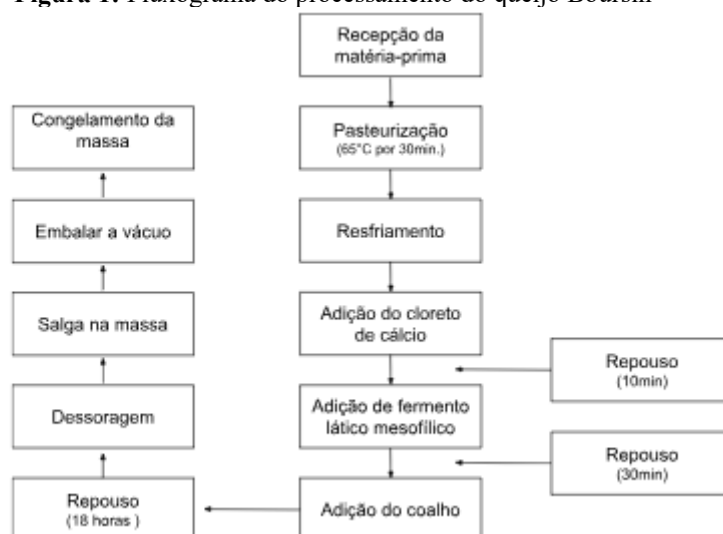 Figura 1. Fluxograma do processamento do queijo Boursin
Recepção da
matéria-prima
Pasteurização
(65°C por 30min.)
Resfriamento
Adição do cloreto
de cálcio
Repouso
(10min)
Adição de fermento
lático mesofílico
Repouso
(30min)
Adição do coalho
Repouso
(18 horas )
Dessoragem
Salga na massa
Embalar a vácuo
Congelamento da
massa